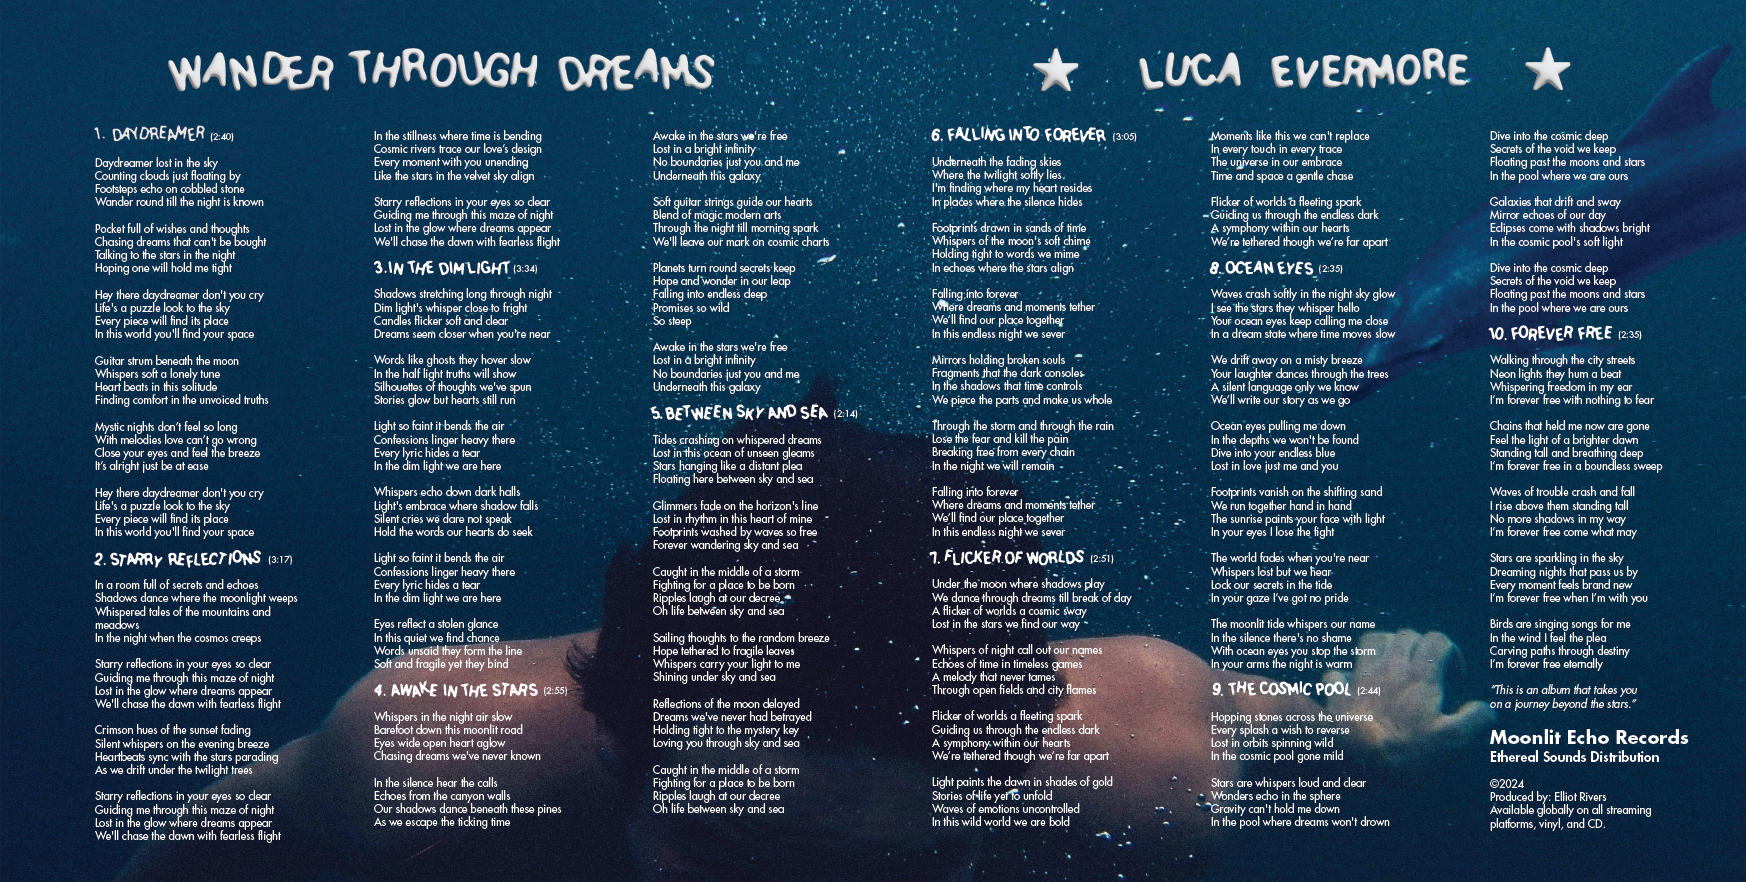 WANDER THROUGH DREAMS
LUCA EVERMORE
1. DAYDREAMER (2:40)
Daydreamer lost in the sky
Counting clouds just floating by
Footsteps echo on cobbled stone
Wander round till the night is known
Pocket full of wishes and thoughts
Chasing dreams that can't be bought
Talking to the stars in the night
Hoping one will hold me tight
Hey there daydreamer don't you cry
Life's a puzzle look to the sky
Every piece will find its place
In this world you'll find your space
Guitar strum beneath the moon
Whispers soft a lonely tune
Heart beats in this solitude
Finding comfort in the unvoiced truths
Mystic nights don't feel so long
With melodies love can't go wrong
Close your eyes and feel the breeze
It's alright just be at ease
Hey there daydreamer don't you cry
Life's a puzzle look to the sky
Every piece will find its place
In this world you'll find your space
2. STARRY REFLECTIONS (3:17)
In a room full of secrets and echoes
Shadows dance where the moonlight weeps
Whispered tales of the mountains and
meadows
In the night when the cosmos creeps
Starry reflections in your eyes so clear
Guiding me through this maze of night
Lost in the glow where dreams appear
We'll chase the dawn with fearless flight
Crimson hues of the sunset fading
Silent whispers on the evening breeze
Heartbeats sync with the stars parading
As we drift under the twilight trees
Starry reflections in your eyes so clear
Guiding me through this maze of night
Lost in the glow where dreams appear
We'll chase the dawn with fearless flight
In the stillness where time is bending
Cosmic rivers trace our love's design
Every moment with you unending
Like the stars in the velvet sky align
Starry reflections in your eyes so clear
Guiding me through this maze of night
Lost in the glow where dreams appear
We'll chase the dawn with fearless flight
3. IN THE DIM LIGHT (3:34)
Shadows stretching long through night
Dim light's whisper close to fright
Candles flicker soft and clear
Dreams seem closer when you're near
Words like ghosts they hover slow
In the half light truths will show
Silhouettes of thoughts we've spun
Stories glow but hearts still run
Light so faint it bends the air
Confessions linger heavy there
Every lyric hides a tear
In the dim light we are here
Whispers echo down dark halls
Light's embrace where shadow falls
Silent cries we dare not speak
Hold the words our hearts do seek
Light so faint it bends the air
Confessions linger heavy there
Every lyric hides a tear
In the dim light we are here
Eyes reflect a stolen glance
In this quiet we find chance
Words unsaid they form the line
Soft and fragile yet they bind
4. AWAKE IN THE STARS (2:55)
Whispers in the night air slow
Barefoot down this moonlit road
Eyes wide open heart aglow
Chasing dreams we've never known
In the silence hear the calls
Echoes from the canyon walls
Our shadows dance beneath these pines
As we escape the ticking time
Awake in the stars we're free
Lost in a bright infinity
No boundaries just you and me
Underneath this galaxy
Soft guitar strings guide our hearts
Blend of magic modern arts
Through the night till morning spark
We'll leave our mark on cosmic charts
Planets turn round secrets keep
Hope and wonder in our leap
Falling into endless deep
Promises so wild
So steep
Awake in the stars we're free
Lost in a bright infinity
No boundaries just you and me
Underneath this galaxy
5. BETWEEN SKY AND SEA (2:14)
Tides crashing on whispered dreams
Lost in this ocean of unseen gleams
Stars hanging like a distant plea
Floating here between sky and sea
Glimmers fade on the horizon's line
Lost in rhythm in this heart of mine
Footprints washed by waves so free
Forever wandering sky and sea
Caught in the middle of a storm
Fighting for a place to be born
Ripples laugh at our decree
Oh life between sky and sea
Sailing thoughts to the random breeze
Hope tethered to fragile leaves
Whispers carry your light to me
Shining under sky and sea
Reflections of the moon delayed
Dreams we've never had betrayed
Holding tight to the mystery key
Loving you through sky and sea
Caught in the middle of a storm
Fighting for a place to be born
Ripples laugh at our decree
Oh life between sky and sea
6. FALLING INTO FOREVER (3:05)
Underneath the fading skies
Where the twilight softly lies
I'm finding where my heart resides
In places where the silence hides
Footprints drawn in sands of time
Whispers of the moon's soft chime
Holding tight to words we mime
In echoes where the stars align
Falling into forever
Where dreams and moments tether
We'll find our place together
In this endless night we sever
Mirrors holding broken souls
Fragments that the dark consoles
In the shadows that time controls
We piece the parts and make us whole
Through the storm and through the rain
Lose the fear and kill the pain
Breaking free from every chain
In the night we will remain
Falling into forever
Where dreams and moments tether
We'll find our place together
In this endless night we sever
7. FLICKER OF WORLDS (2:51)
Under the moon where shadows play
We dance through dreams till break of day
A flicker of worlds a cosmic sway
Lost in the stars we find our way
Whispers of night call out our names
Echoes of time in timeless games
A melody that never tames
Through open fields and city flames
Flicker of worlds a fleeting spark
Guiding us through the endless dark
A symphony within our hearts
We're tethered though we're far apart
Light paints the dawn in shades of gold
Stories of life yet to unfold
Waves of emotions uncontrolled
In this wild world we are bold
Moments like this we can't replace
In every touch in every trace
The universe in our embrace
Time and space a gentle chase
Flicker of worlds a fleeting spark
Guiding us through the endless dark
A symphony within our hearts
We're tethered though we're far apart
8. OCEAN EYES (2:35)
Waves crash softly in the night sky glow
I see the stars they whisper hello
Your ocean eyes keep calling me close
In a dream state where time moves slow
We drift away on a misty breeze
Your laughter dances through the trees
A silent language only we know
We'll write our story as we go
Ocean eyes pulling me down
In the depths we won't be found
Dive into your endless blue
Lost in love just me and you
Footprints vanish on the shifting sand
We run together hand in hand
The sunrise paints your face with light
In your eyes I lose the fight
The world fades when you're near
Whispers lost but we hear
Lock our secrets in the tide
In your gaze I've got no pride
The moonlit tide whispers our name
In the silence there's no shame
With ocean eyes you stop the storm
In your arms the night is warm
9. THE COSMIC POOL (2:44)
Hopping stones across the universe
Every splash a wish to reverse
Lost in orbits spinning wild
In the cosmic pool gone mild
Stars are whispers loud and clear
Wonders echo in the sphere
Gravity can't hold me down
In the pool where dreams won't drown
Dive into the cosmic deep
Secrets of the void we keep
Floating past the moons and stars
In the pool where we are ours
Galaxies that drift and sway
Mirror echoes of our day
Eclipses come with shadows bright
In the cosmic pool's soft light
Dive into the cosmic deep
Secrets of the void we keep
Floating past the moons and stars
In the pool where we are ours
10. FOREVER FREE (2:35)
Walking through the city streets
Neon lights they hum a beat
Whispering freedom in my ear
I'm forever free with nothing to fear
Chains that held me now are gone
Feel the light of a brighter dawn
Standing tall and breathing deep
I'm forever free in a boundless sweep
Waves of trouble crash and fall
I rise above them standing tall
No more shadows in my way
I'm forever free come what may
Stars are sparkling in the sky
Dreaming nights that pass us by
Every moment feels brand new
I'm forever free when I'm with you
Birds are singing songs for me
In the wind I feel the plea
Carving paths through destiny
I'm forever free eternally
"This is an album that takes you
on a journey beyond the stars."
Moonlit Echo Records
Ethereal Sounds Distribution
©2024
Produced by: Elliot Rivers
Available globally on all streaming
platforms, vinyl, and CD.